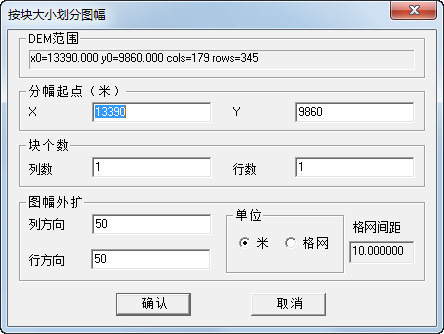 按块大小划分图幅
DEM范围
x0=13390.000 y0=9860.000 cols=179 rows=345
分幅起点（米）
X 13390 Y 9860
块个数
列数 1 行数 1
图幅外扩
列方向 50
行方向 50
单位
米 格网
格网间距
10.000000
确认 取消